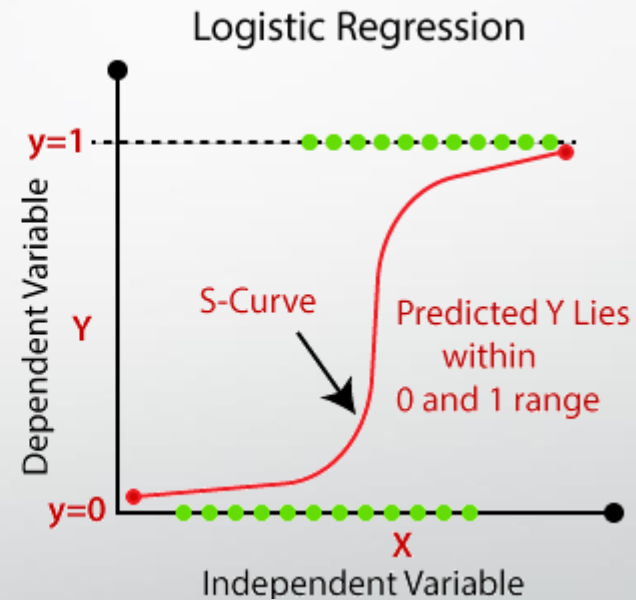 Logistic Regression
y=1
Dependent Variable
Y
S-Curve
Predicted Y Lies
within
0 and 1 range
y=0
X
Independent Variable